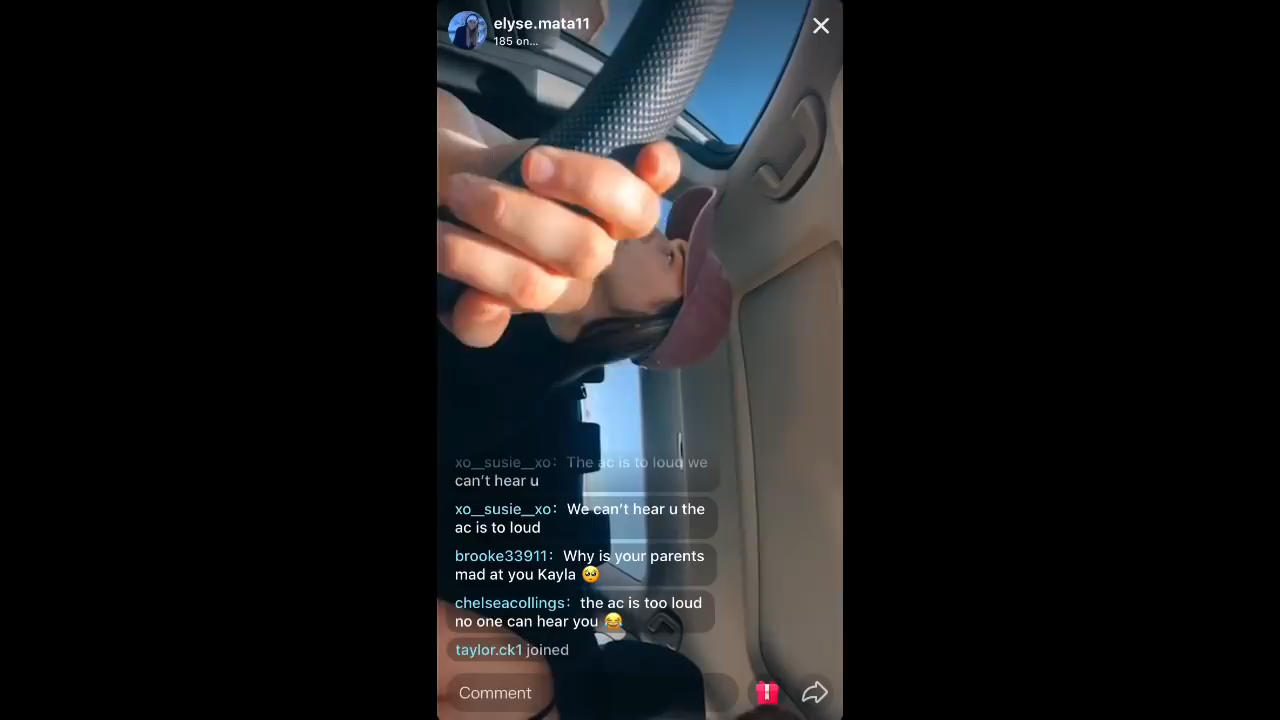 elyse.mata11
185 on...
xo__susie__xo: The ac is to loud we
can't hear u
xo__susie__xo: We can't hear u the
ac is to loud
brooke33911: Why is your parents
mad at you Kayla 🥺
chelseacollings: the ac is too loud
no one can hear you 😂
taylor.ck1 joined
Comment